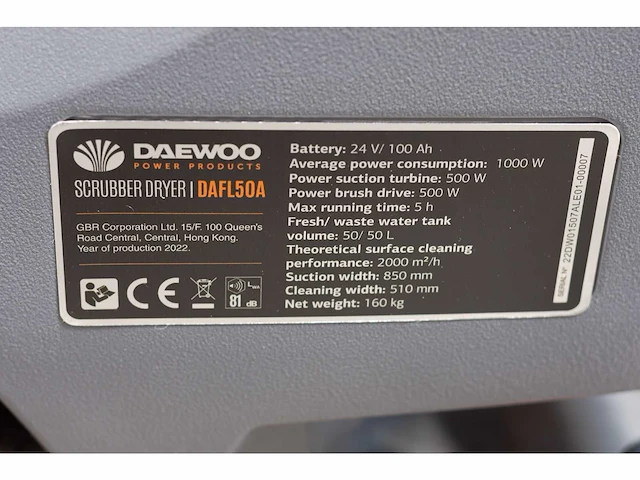 DAEWOO
POWER PRODUCTS
SCRUBBER DRYER | DAFL50A
GBR Corporation Ltd. 15/F. 100 Queen's
Road Central, Central, Hong Kong.
Year of production 2022.
CE
81 dB
LWA
Battery: 24 V/ 100 Ah
Average power consumption: 1000 W
Power suction turbine: 500 W
Power brush drive: 500 W
Max running time: 5 h
Fresh/ waste water tank
volume: 50/ 50 L
Theoretical surface cleaning
performance: 2000 m²/h
Suction width: 850 mm
Cleaning width: 510 mm
Net weight: 160 kg
SERIAL N° 22DW01507ALE01-00007